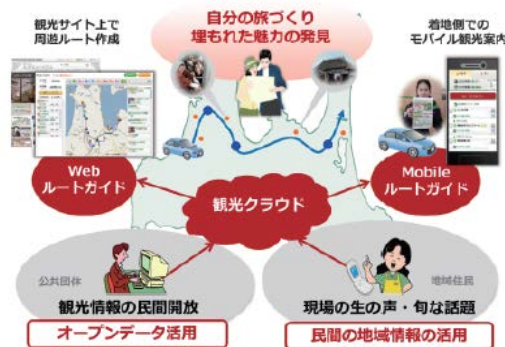 観光サイト上で
周遊ルート作成
自分の旅づくり
埋もれた魅力の発見
着地側での
モバイル観光案内
Web
ルートガイド
Mobile
ルートガイド
観光クラウド
公共団体
観光情報の民間開放
オープンデータ活用
地域住民
現場の生の声・旬な話題
民間の地域情報の活用